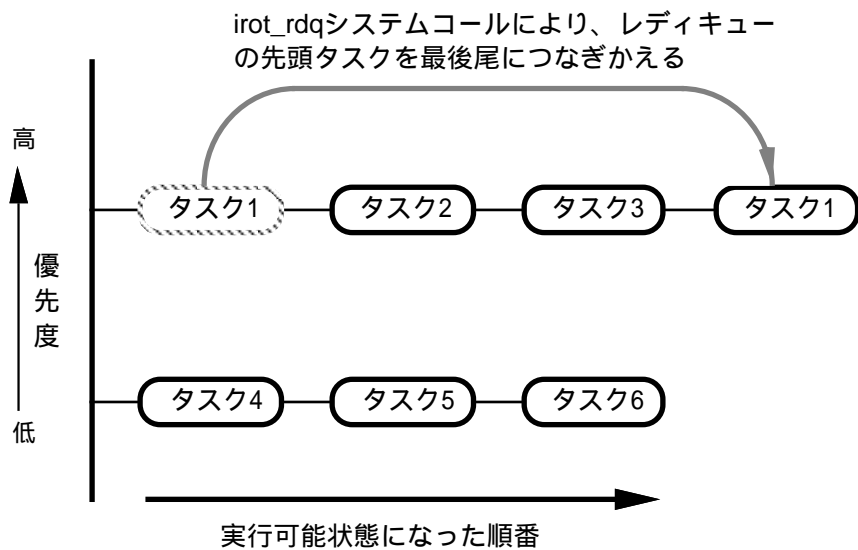 irot_rdqシステムコールにより、レディキュー
の先頭タスクを最後尾につなぎかえる
高
タスク1
タスク2
タスク3
タスク1
優先度
タスク4
タスク5
タスク6
低
実行可能状態になった順番